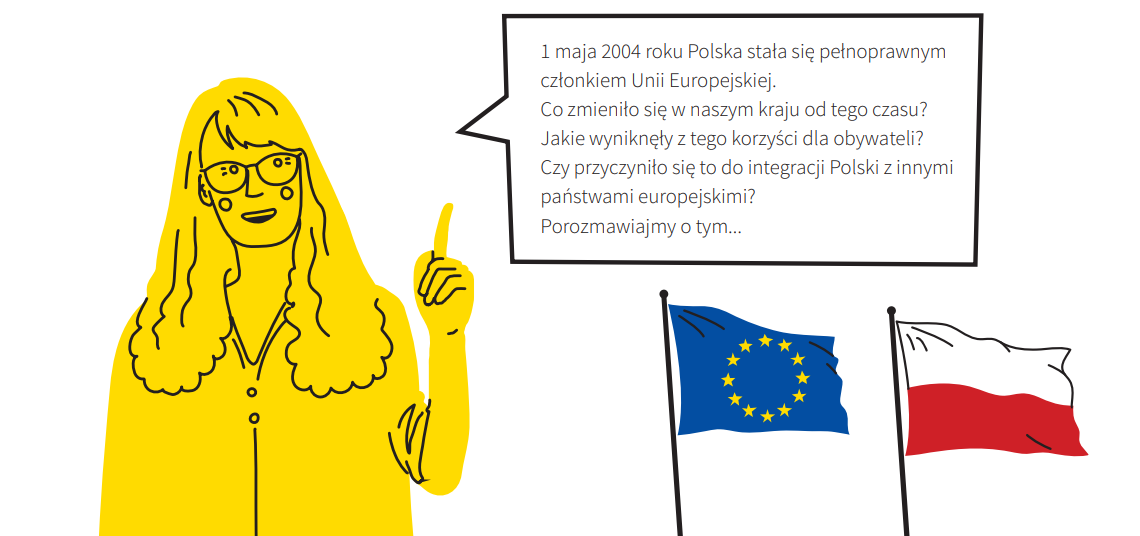 1 maja 2004 roku Polska stała się pełnoprawnym
członkiem Unii Europejskiej.
Co zmieniło się w naszym kraju od tego czasu?
Jakie wyniknęły z tego korzyści dla obywateli?
Czy przyczyniło się to do integracji Polski z innymi
państwami europejskimi?
Porozmawiajmy o tym...